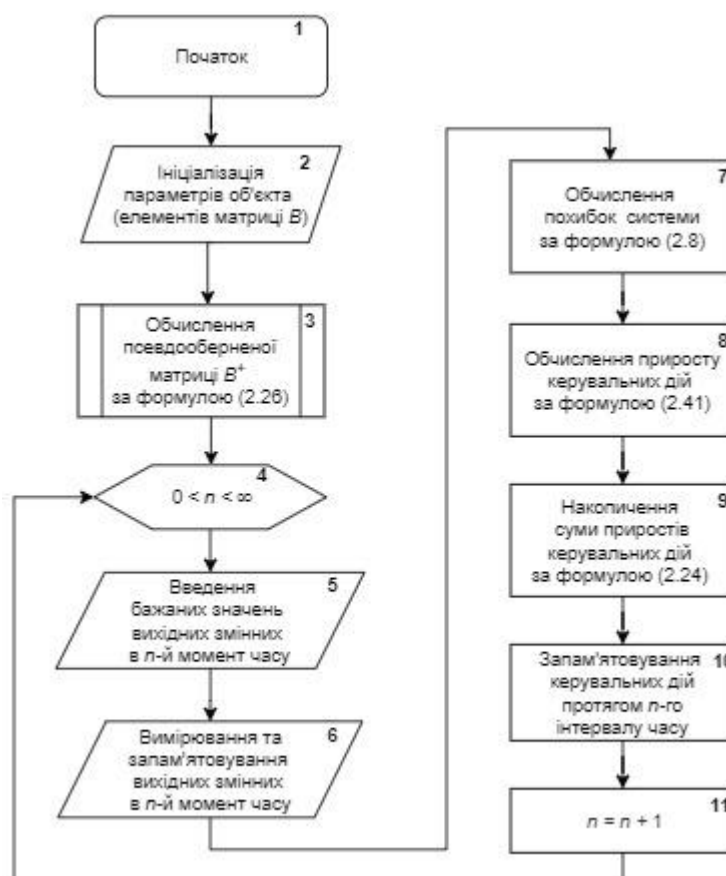 1
Початок
2
Ініціалізація
параметрів об'єкта
(елементів матриці B)
3
Обчислення
псевдооберненої
матриці B⁺
за формулою (2.26)
4
0 < n < ∞
5
Введення
бажаних значень
вихідних змінних
в n-й момент часу
6
Вимірювання та
запам'ятовування
вихідних змінних
в n-й момент часу
7
Обчислення
похибок системи
за формулою (2.8)
8
Обчислення приросту
керувальних дій
за формулою (2.41)
9
Накопичення
суми приростів
керувальних дій
за формулою (2.24)
10
Запам'ятовування
керувальних дій
протягом n-го
інтервалу часу
11
n = n + 1